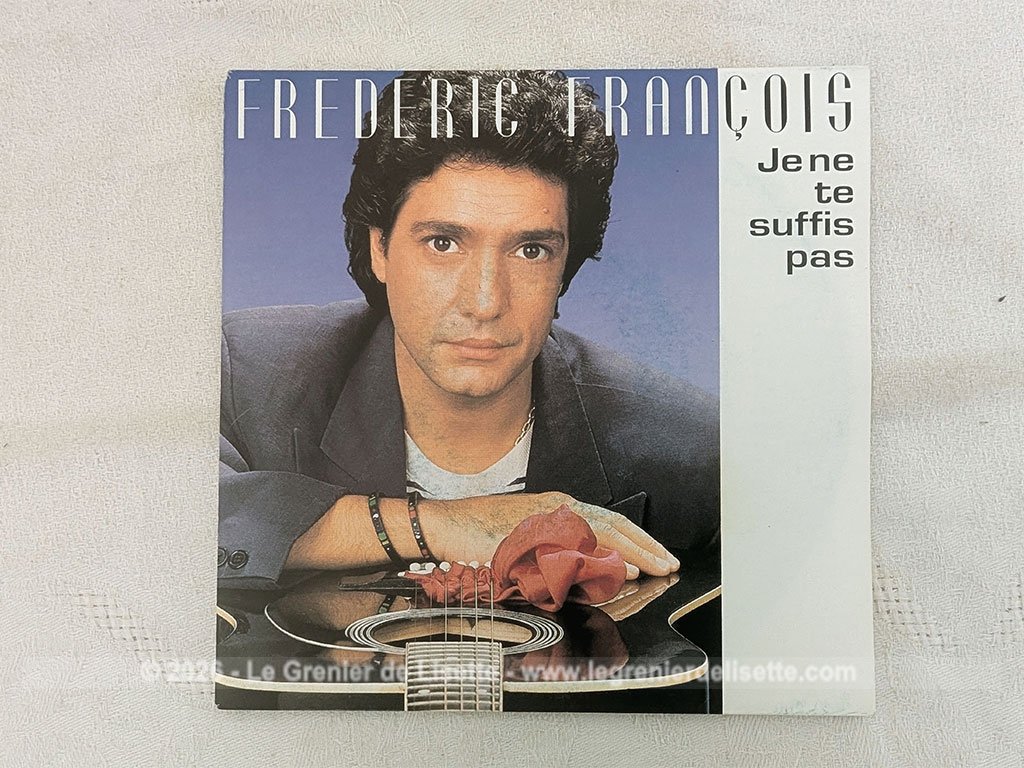 FREDERIC FRANÇOIS
Je ne
te
suffis
pas
© 2026 - Le Grenier de Lisette - www.legrenierdelisette.com